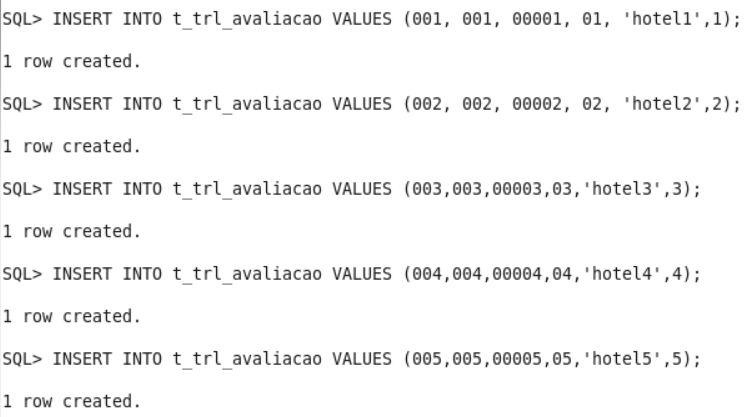 SQL> INSERT INTO t_trl_avaliacao VALUES (001, 001, 00001, 01, 'hotel1',1);
1 row created.
SQL> INSERT INTO t_trl_avaliacao VALUES (002, 002, 00002, 02, 'hotel2',2);
1 row created.
SQL> INSERT INTO t_trl_avaliacao VALUES (003,003,00003,03,'hotel3',3);
1 row created.
SQL> INSERT INTO t_trl_avaliacao VALUES (004,004,00004,04,'hotel4',4);
1 row created.
SQL> INSERT INTO t_trl_avaliacao VALUES (005,005,00005,05,'hotel5',5);
1 row created.